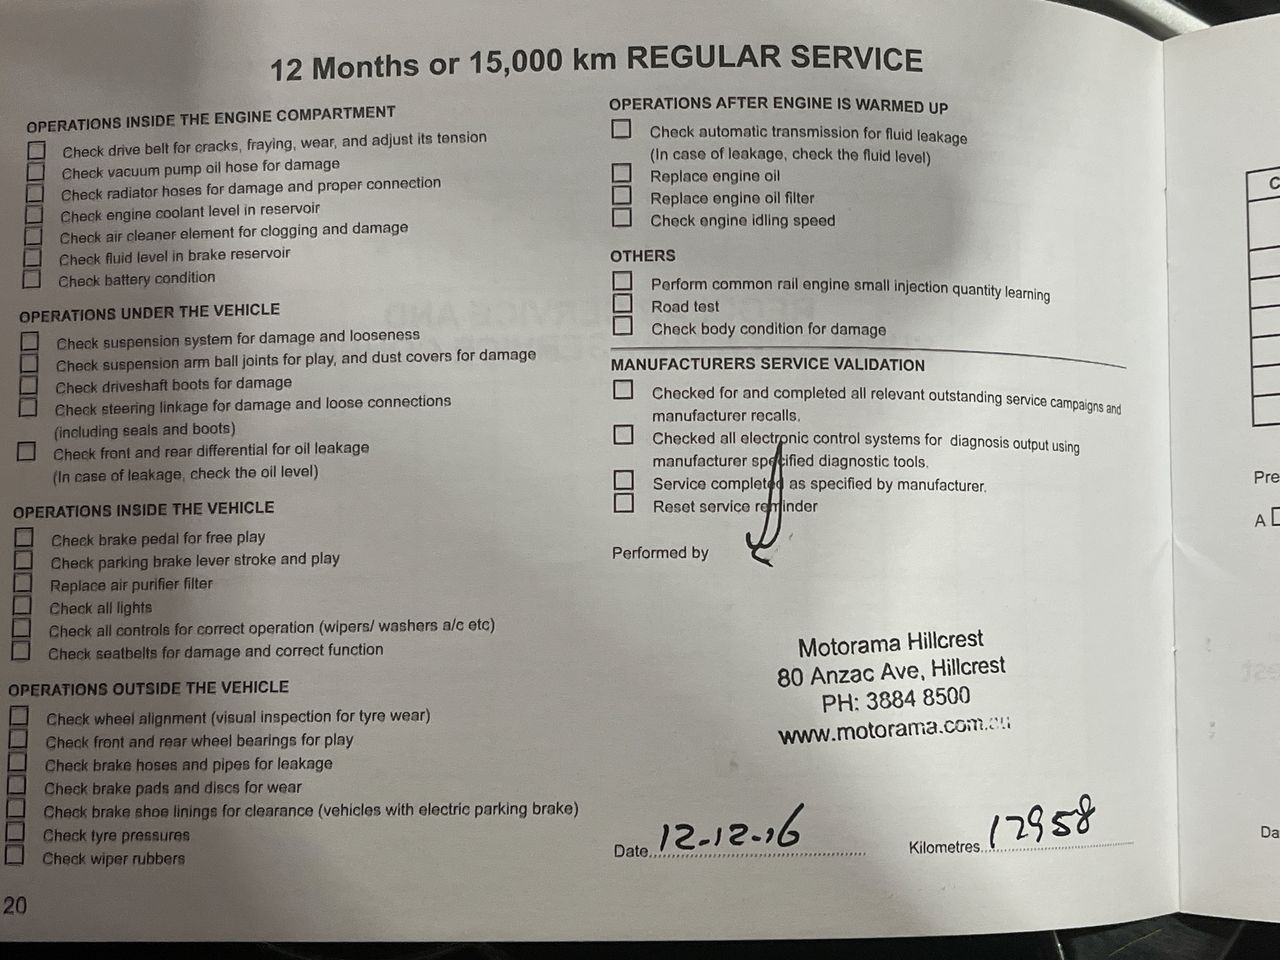 12 Months or 15,000 km REGULAR SERVICE
OPERATIONS INSIDE THE ENGINE COMPARTMENT
Check drive belt for cracks, fraying, wear, and adjust its tension
Check vacuum pump oil hose for damage
Check radiator hoses for damage and proper connection
Check engine coolant level in reservoir
Check air cleaner element for clogging and damage
Check fluid level in brake reservoir
Check battery condition
OPERATIONS UNDER THE VEHICLE
Check suspension system for damage and looseness
Check suspension arm ball joints for play, and dust covers for damage
Check driveshaft boots for damage
Check steering linkage for damage and loose connections
(including seals and boots)
Check front and rear differential for oil leakage
(In case of leakage, check the oil level)
OPERATIONS INSIDE THE VEHICLE
Check brake pedal for free play
Check parking brake lever stroke and play
Replace air purifier filter
Check all lights
Check all controls for correct operation (wipers/ washers a/c etc)
Check seatbelts for damage and correct function
OPERATIONS OUTSIDE THE VEHICLE
Check wheel alignment (visual inspection for tyre wear)
Check front and rear wheel bearings for play
Check brake hoses and pipes for leakage
Check brake pads and discs for wear
Check brake shoe linings for clearance (vehicles with electric parking brake)
Check tyre pressures
Check wiper rubbers
20
OPERATIONS AFTER ENGINE IS WARMED UP
Check automatic transmission for fluid leakage
(In case of leakage, check the fluid level)
Replace engine oil
Replace engine oil filter
Check engine idling speed
OTHERS
Perform common rail engine small injection quantity learning
Road test
Check body condition for damage
MANUFACTURERS SERVICE VALIDATION
Checked for and completed all relevant outstanding service campaigns and
manufacturer recalls.
Checked all electronic control systems for diagnosis output using
manufacturer specified diagnostic tools.
Service completed as specified by manufacturer.
Reset service reminder
Performed by
Motorama Hillcrest
80 Anzac Ave, Hillcrest
PH: 3884 8500
www.motorama.com.au
Date 12-12-16
Kilometres 12958
C
Pre
A
Da